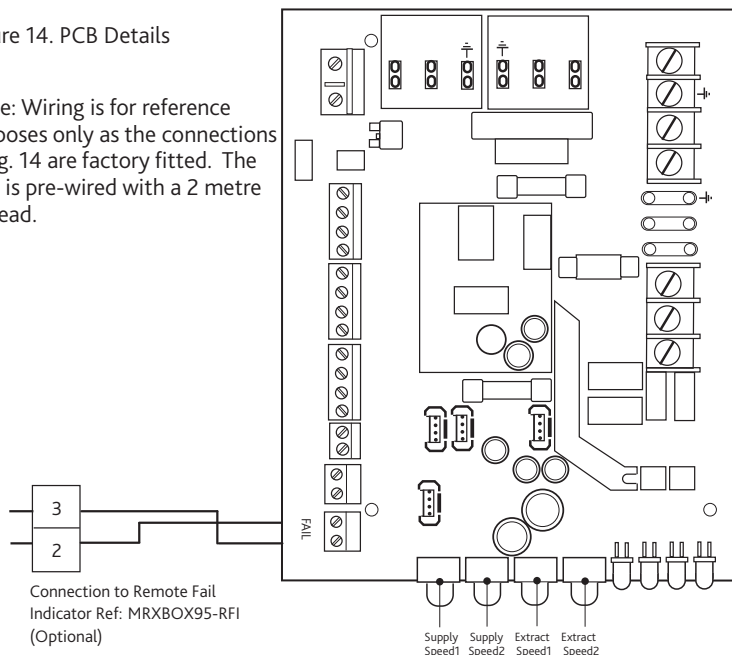 ure 14. PCB Details
e: Wiring is for reference
poses only as the connections
g. 14 are factory fitted. The
is pre-wired with a 2 metre
ead.
FAIL
3
2
Connection to Remote Fail
Indicator Ref: MRXBOX95-RFI
(Optional)
Supply Speed1
Supply Speed2
Extract Speed1
Extract Speed2